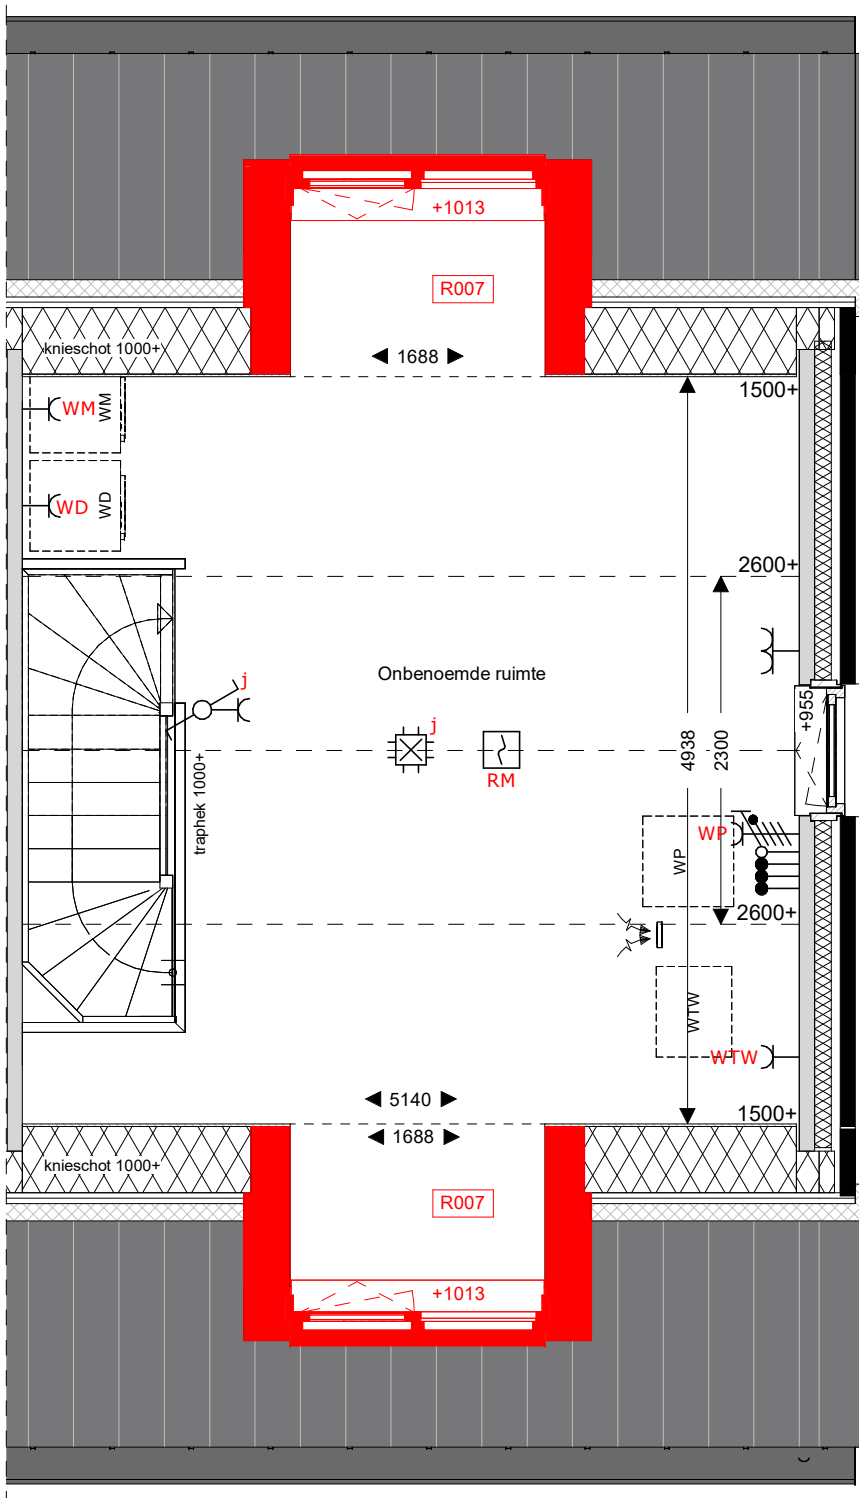 +1013
R007
knieschot 1000+
1688
1500+
WM
WM
WD
WD
2600+
Onbenoemde ruimte
j
j
RM
traphek 1000+
4938
2300
+955
WP
WP
2600+
WTW
WTW
5140
1500+
1688
knieschot 1000+
R007
+1013